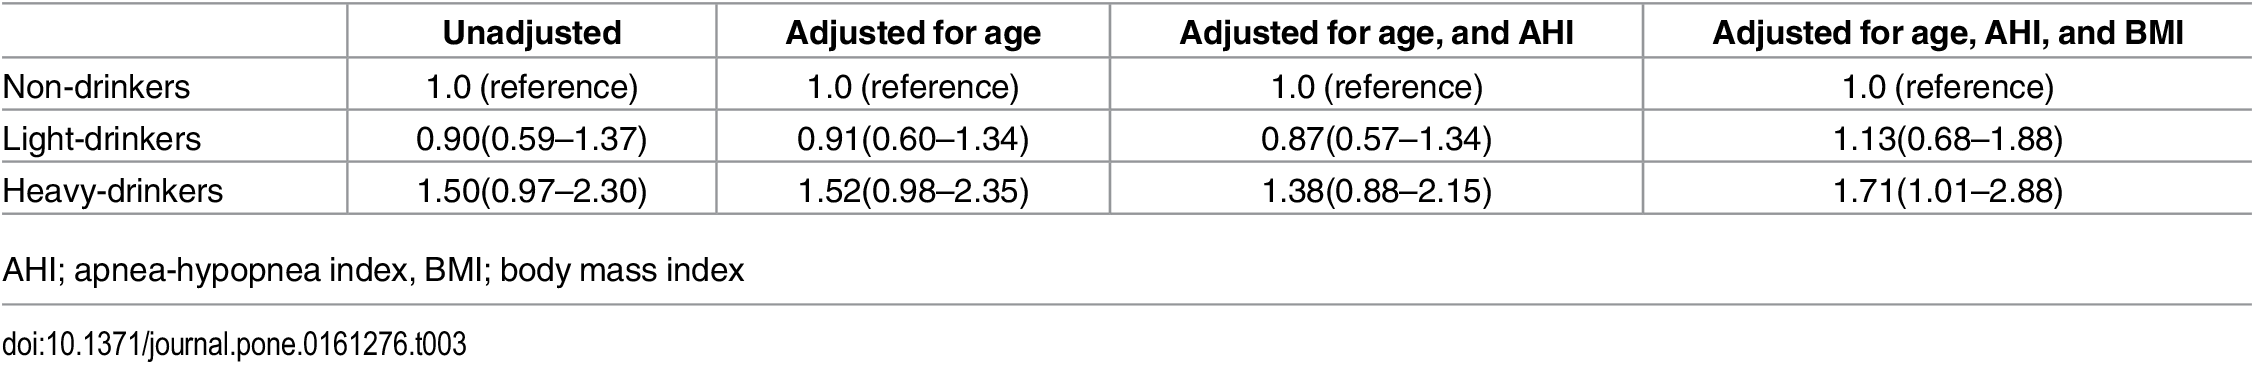 Unadjusted Adjusted for age Adjusted for age, and AHI Adjusted for age, AHI, and BMI
Non-drinkers 1.0 (reference) 1.0 (reference) 1.0 (reference) 1.0 (reference)
Light-drinkers 0.90(0.59–1.37) 0.91(0.60–1.34) 0.87(0.57–1.34) 1.13(0.68–1.88)
Heavy-drinkers 1.50(0.97–2.30) 1.52(0.98–2.35) 1.38(0.88–2.15) 1.71(1.01–2.88)
AHI; apnea-hypopnea index, BMI; body mass index
doi:10.1371/journal.pone.0161276.t003